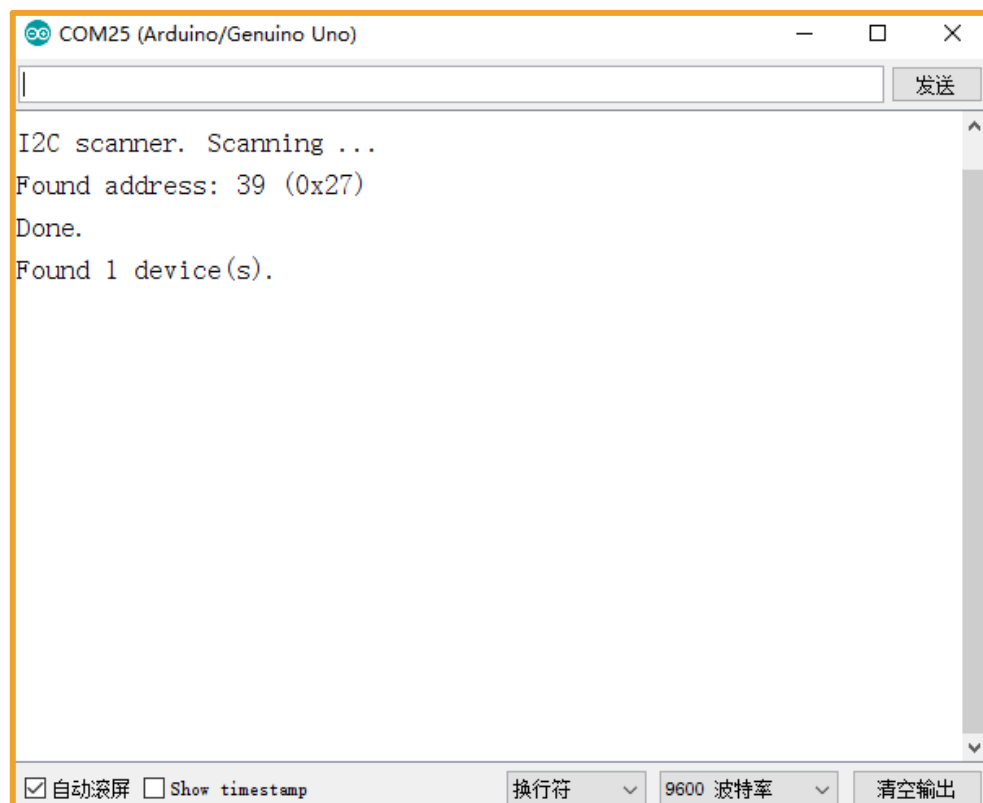 COM25 (Arduino/Genuino Uno)
发送
I2C scanner. Scanning ...
Found address: 39 (0x27)
Done.
Found 1 device(s).
自动滚屏 Show timestamp 换行符 9600 波特率 清空输出